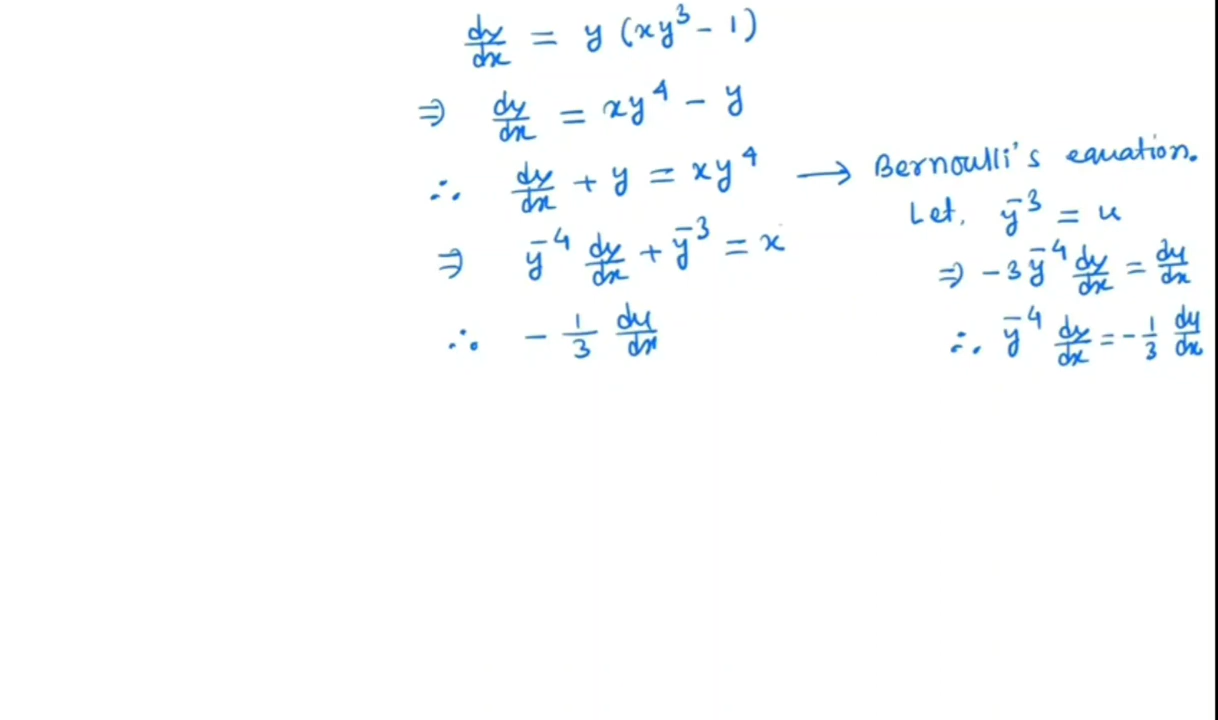 dy/dx = y (xy³ - 1)
⇒ dy/dx = xy⁴ - y
∴ dy/dx + y = xy⁴ → Bernoulli's equation.
Let, y⁻³ = u
⇒ y⁻⁴ dy/dx + y⁻³ = x
⇒ -3 y⁻⁴ dy/dx = du/dx
∴ - 1/3 du/dx
∴ y⁻⁴ dy/dx = - 1/3 du/dx